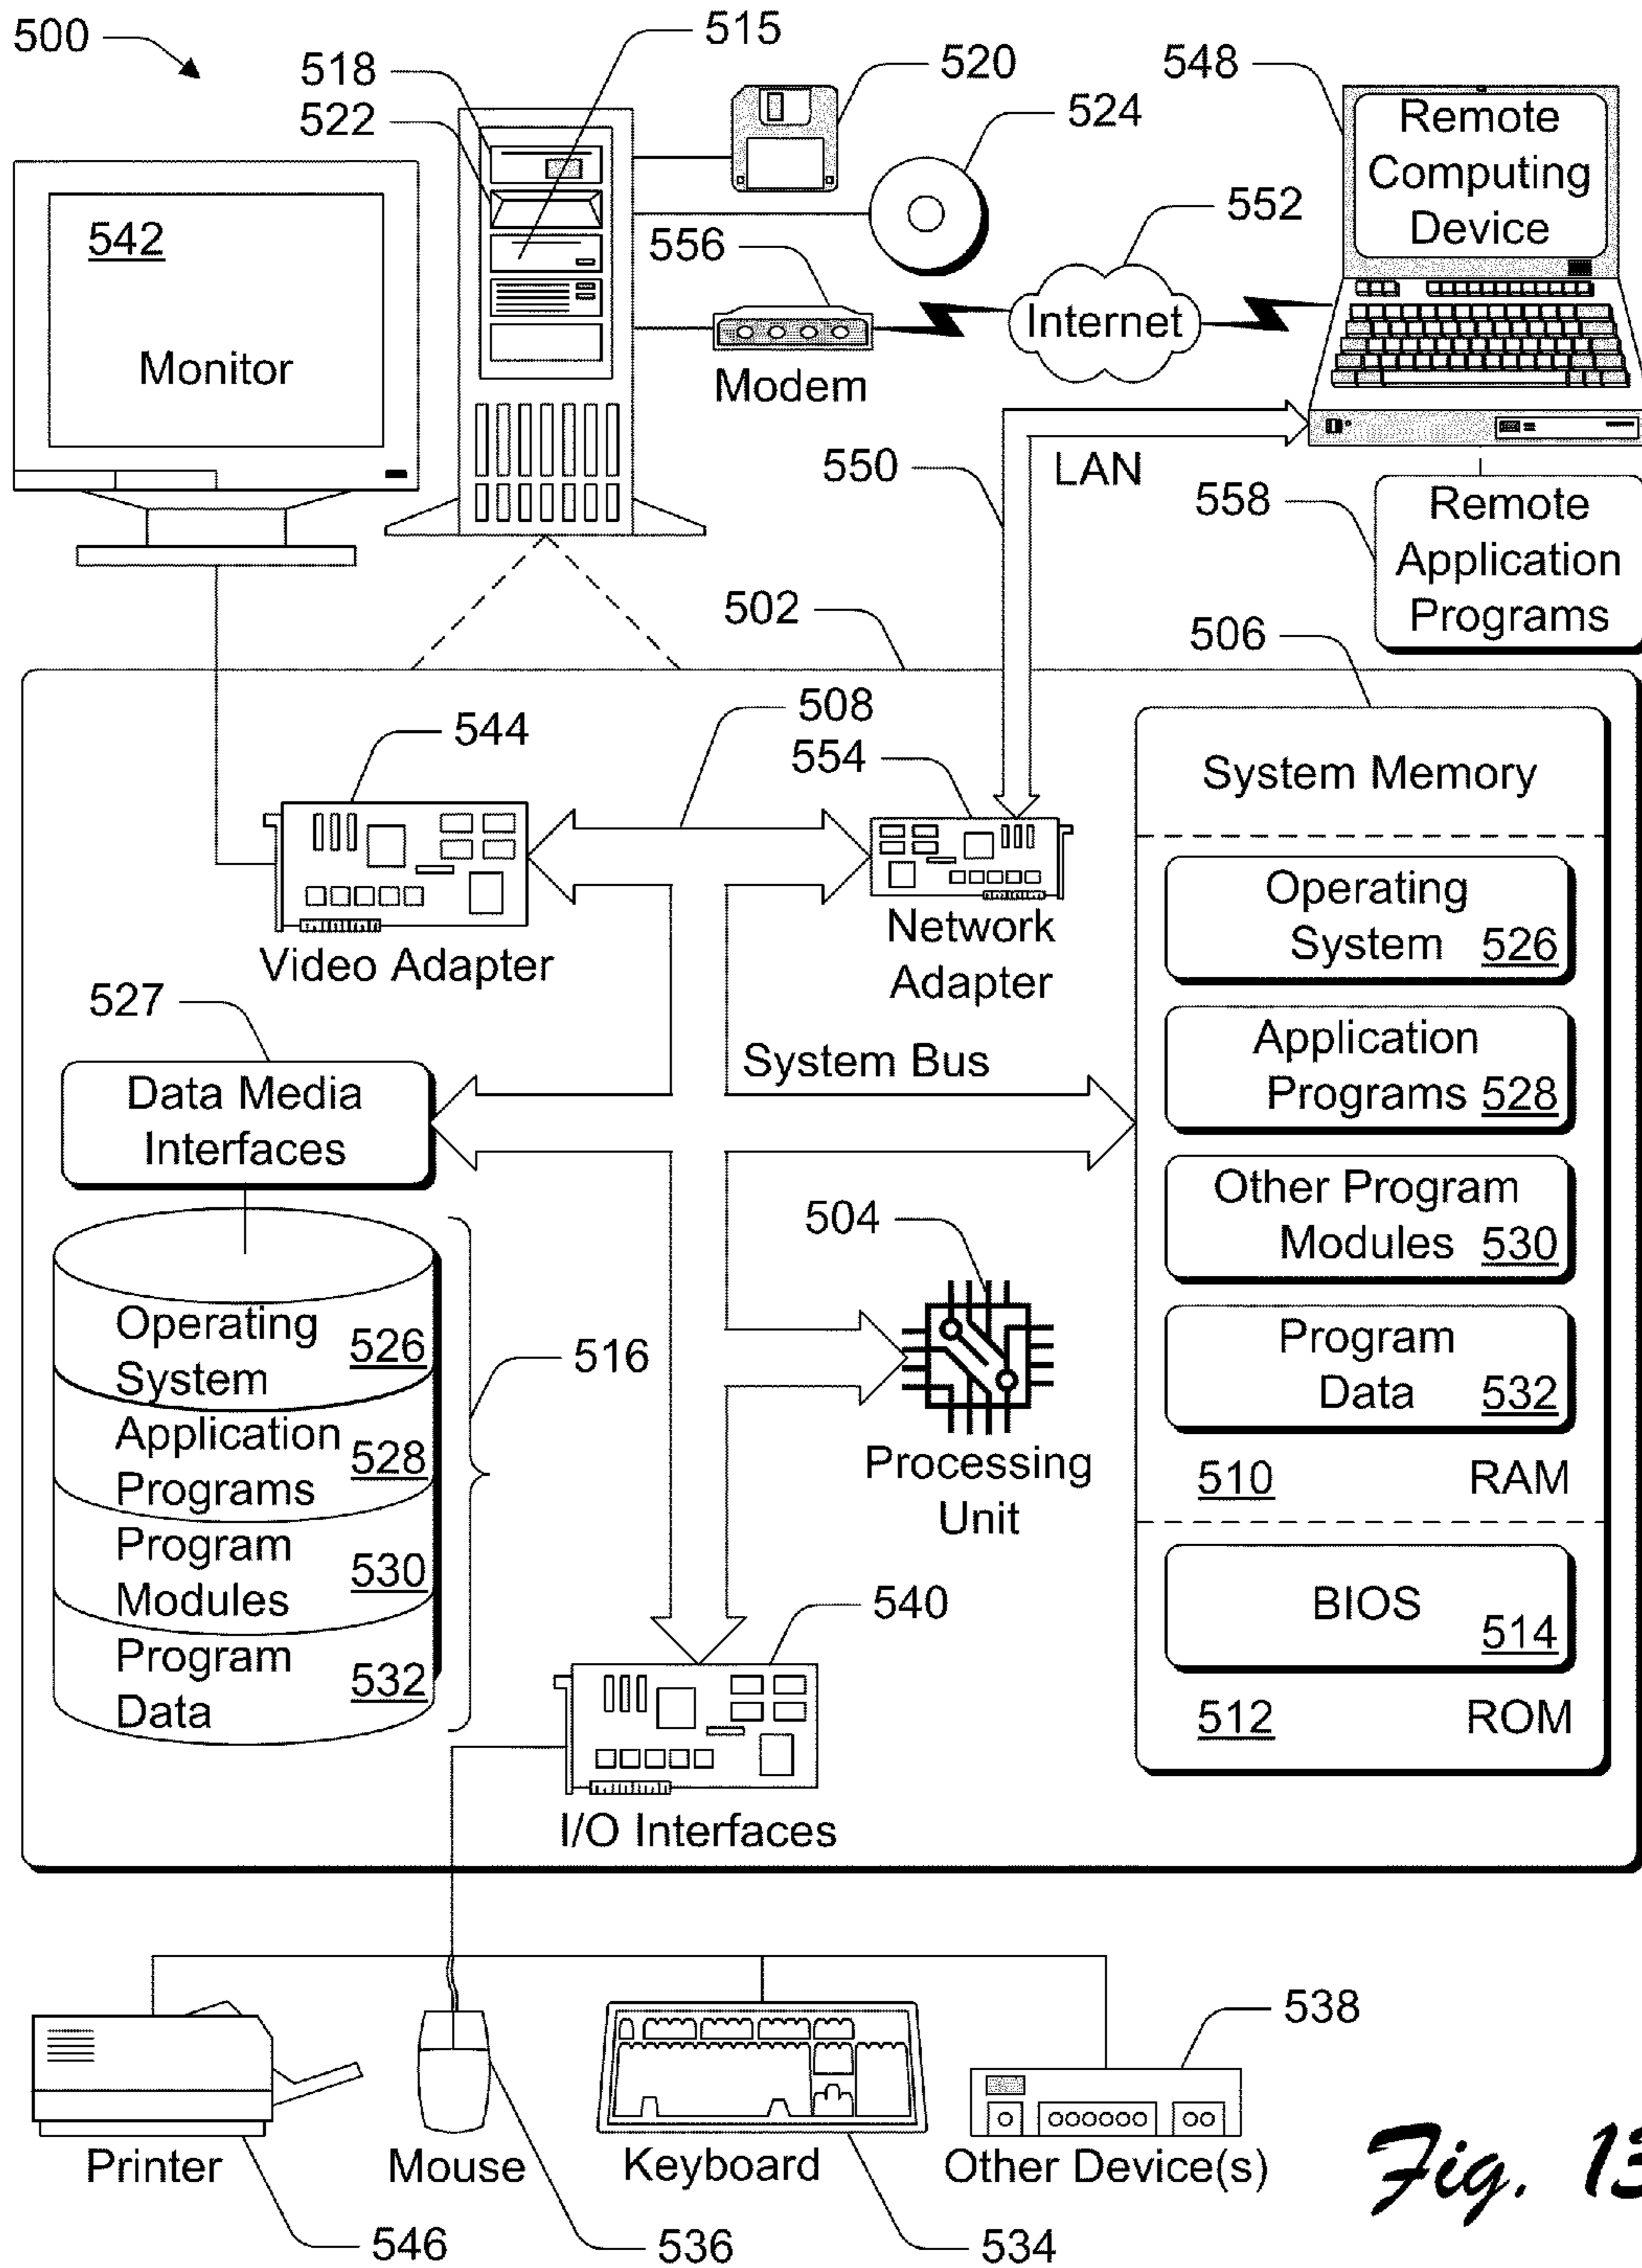 500
518
522
515
520
524
548
Remote
Computing
Device
552
542
Monitor
556
Internet
Modem
550
LAN
558
Remote
Application
Programs
502
506
508
544
554
System Memory
Operating
System 526
Video Adapter
Network
Adapter
527
Application
Programs 528
System Bus
Data Media
Interfaces
Other Program
Modules 530
504
Operating
System 526
516
Program
Data 532
Application
Programs 528
Processing
Unit
510 RAM
Program
Modules 530
540
BIOS
514
Program
Data 532
512 ROM
I/O Interfaces
538
Printer
Mouse
Keyboard
Other Device(s)
546
536
534
Fig. 13